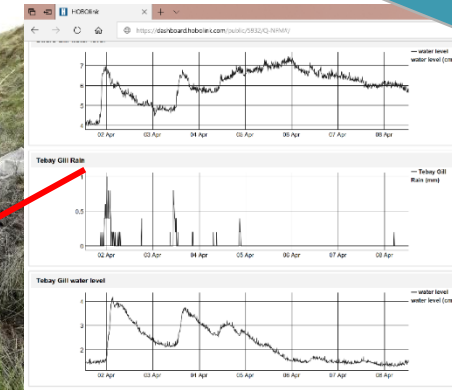 HOBOlink
https://dashboard.hobolink.com/public/
water level
water level (cm
7
6
5
4
02 Apr 03 Apr 04 Apr 05 Apr 06 Apr 07 Apr 08 Apr
Tebay Gill Rain
Tebay Gill
Rain (mm)
1
0.5
0
02 Apr 03 Apr 04 Apr 05 Apr 06 Apr 07 Apr 08 Apr
Tebay Gill water level
water level
water level (cm
4
3
2
02 Apr 03 Apr 04 Apr 05 Apr 06 Apr 07 Apr 08 Apr